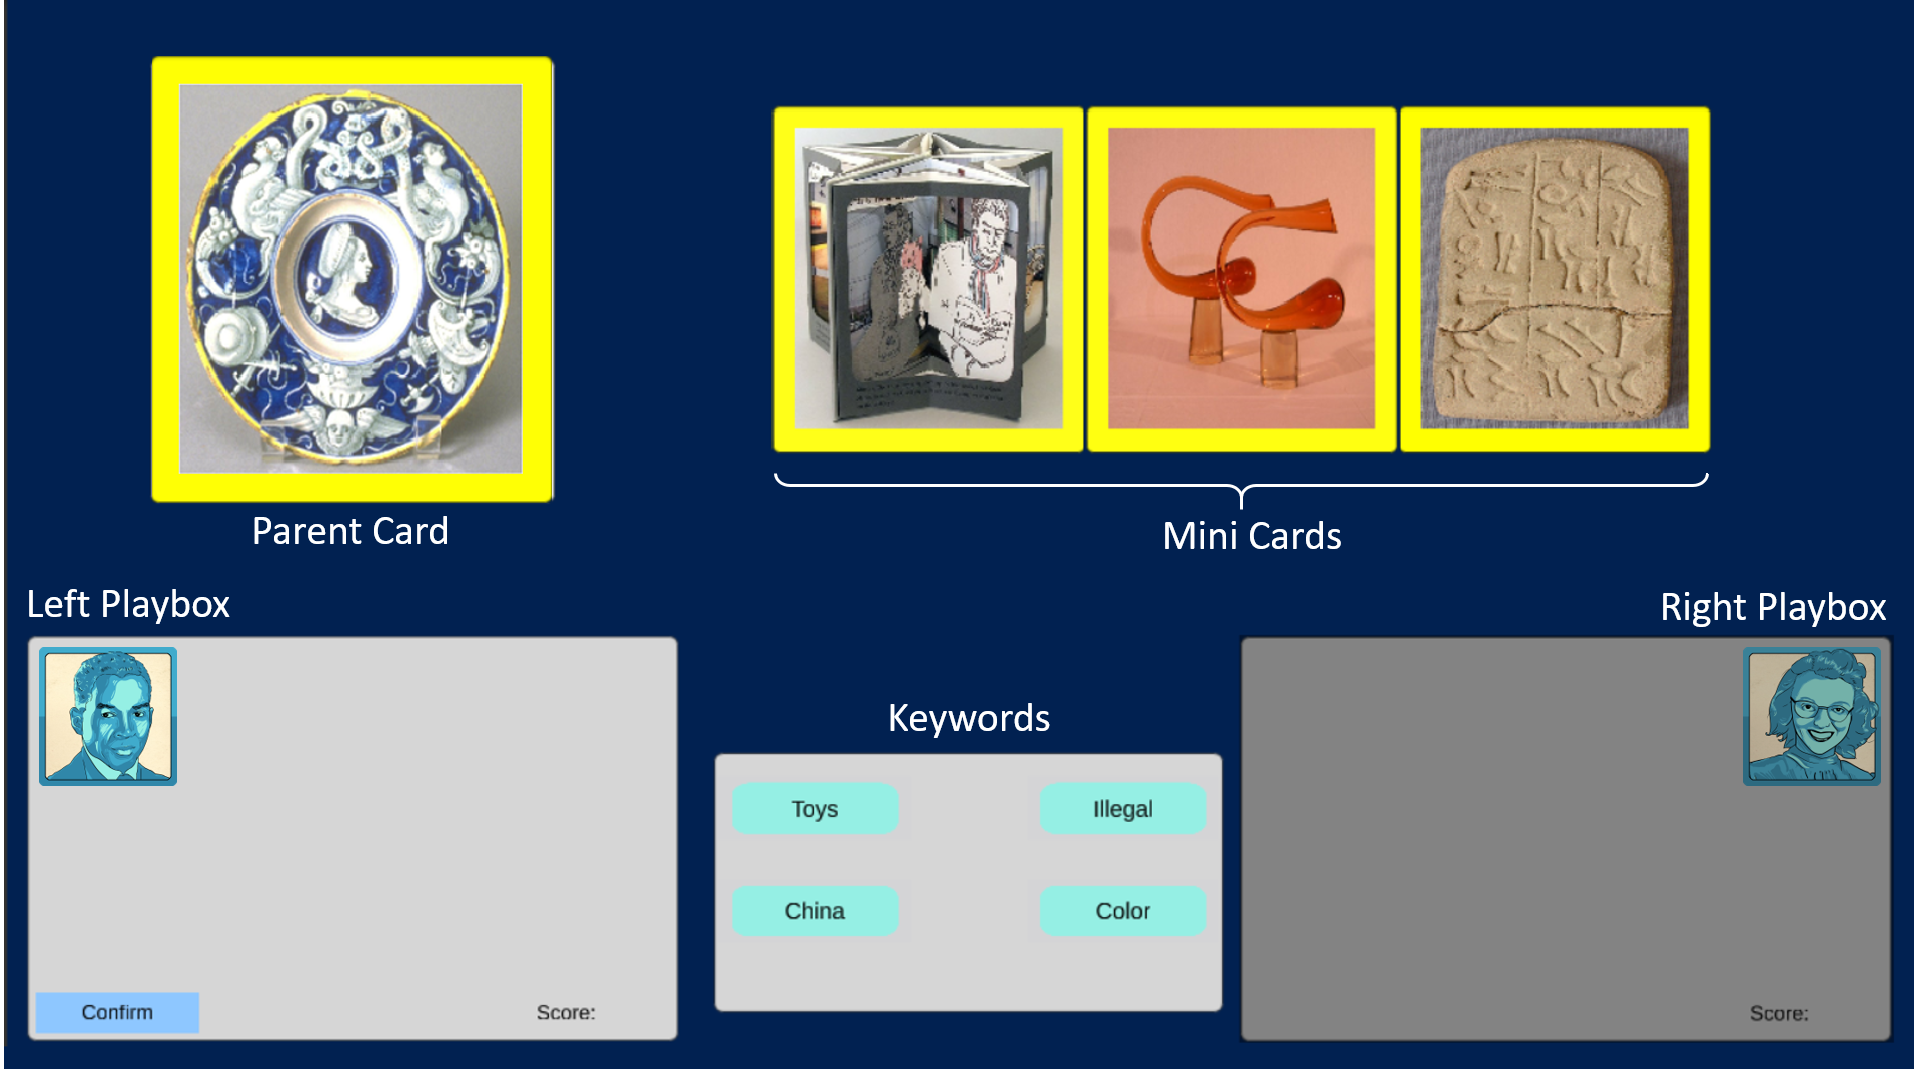 Parent Card
Mini Cards
Left Playbox
Right Playbox
Keywords
Toys
Illegal
China
Color
Confirm
Score:
Score: